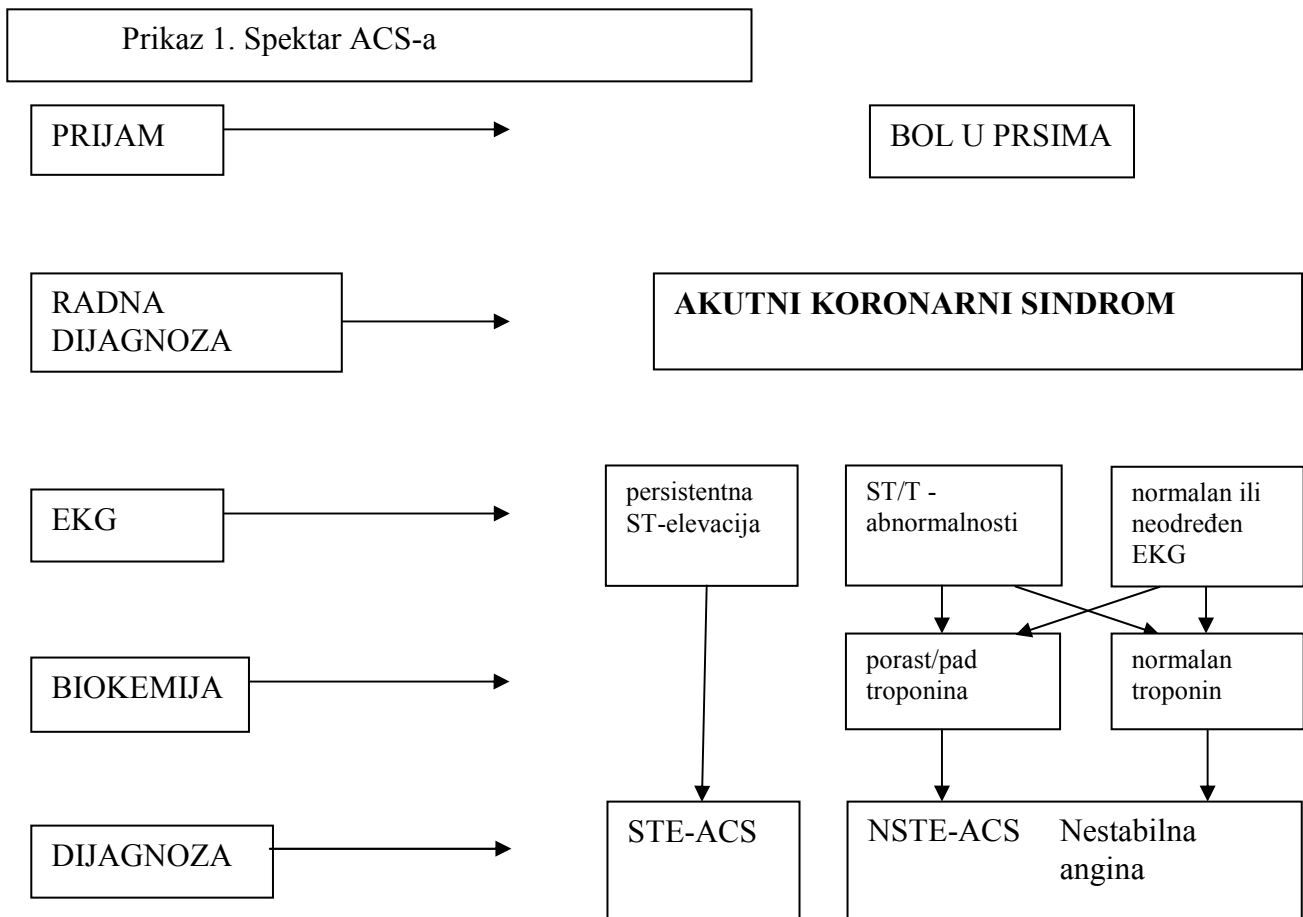 Prikaz 1. Spektar ACS-a
PRIJAM
BOL U PRSIMA
RADNA
DIJAGNOZA
AKUTNI KORONARNI SINDROM
EKG
persistentna
ST-elevacija
ST/T -
abnormalnosti
normalan ili
neodređen
EKG
BIOKEMIJA
porast/pad
troponina
normalan
troponin
DIJAGNOZA
STE-ACS
NSTE-ACS Nestabilna
angina